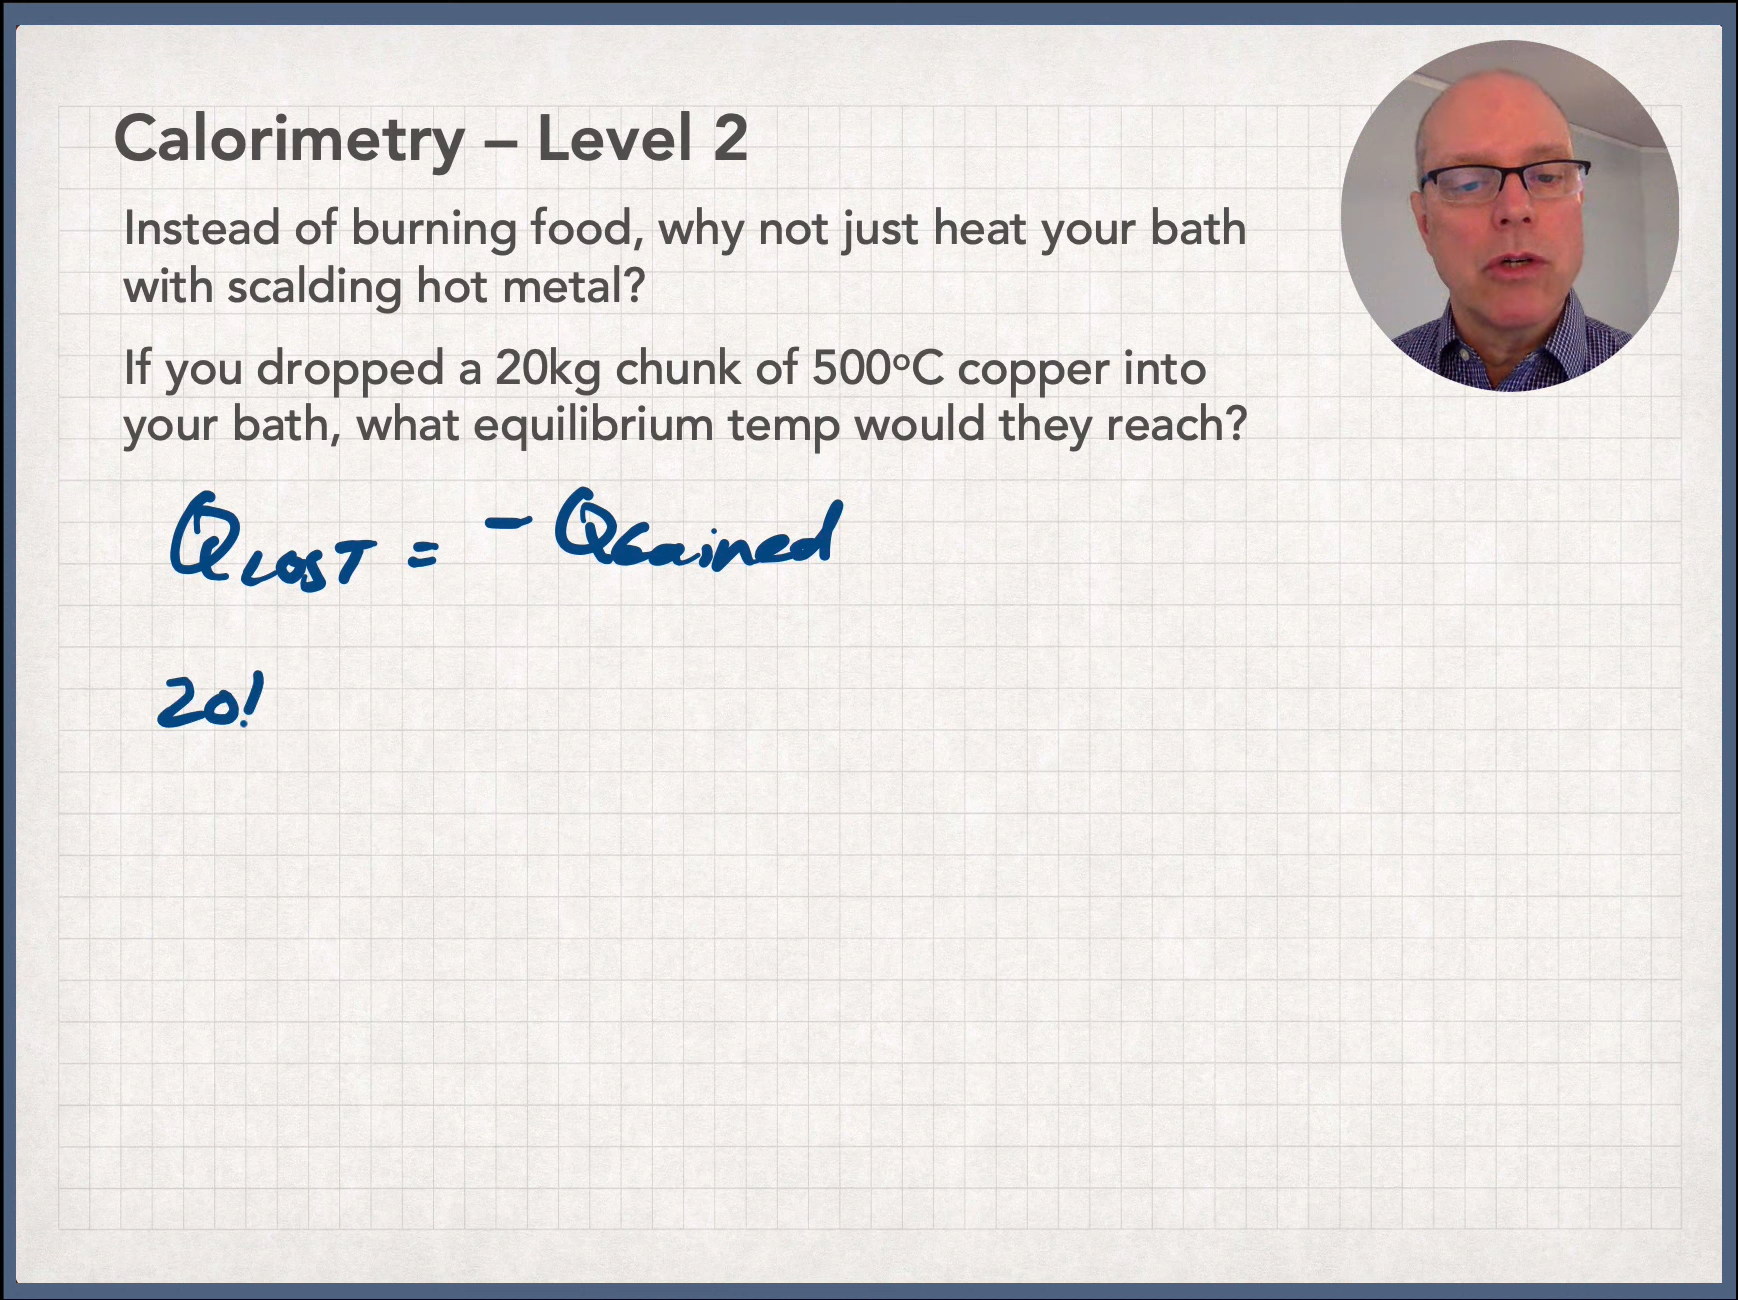 Calorimetry – Level 2
Instead of burning food, why not just heat your bath
with scalding hot metal?
If you dropped a 20kg chunk of 500°C copper into
your bath, what equilibrium temp would they reach?
QLOST = - QGained
20!